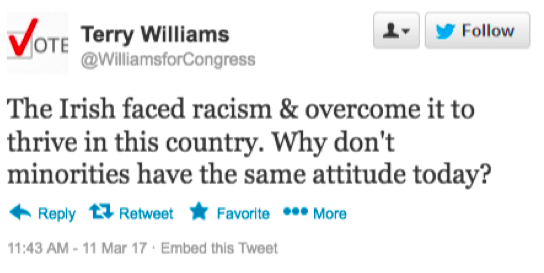 VOTE
Terry Williams
@WilliamsforCongress
Follow
The Irish faced racism & overcome it to
thrive in this country. Why don't
minorities have the same attitude today?
Reply Retweet Favorite More
11:43 AM - 11 Mar 17 · Embed this Tweet